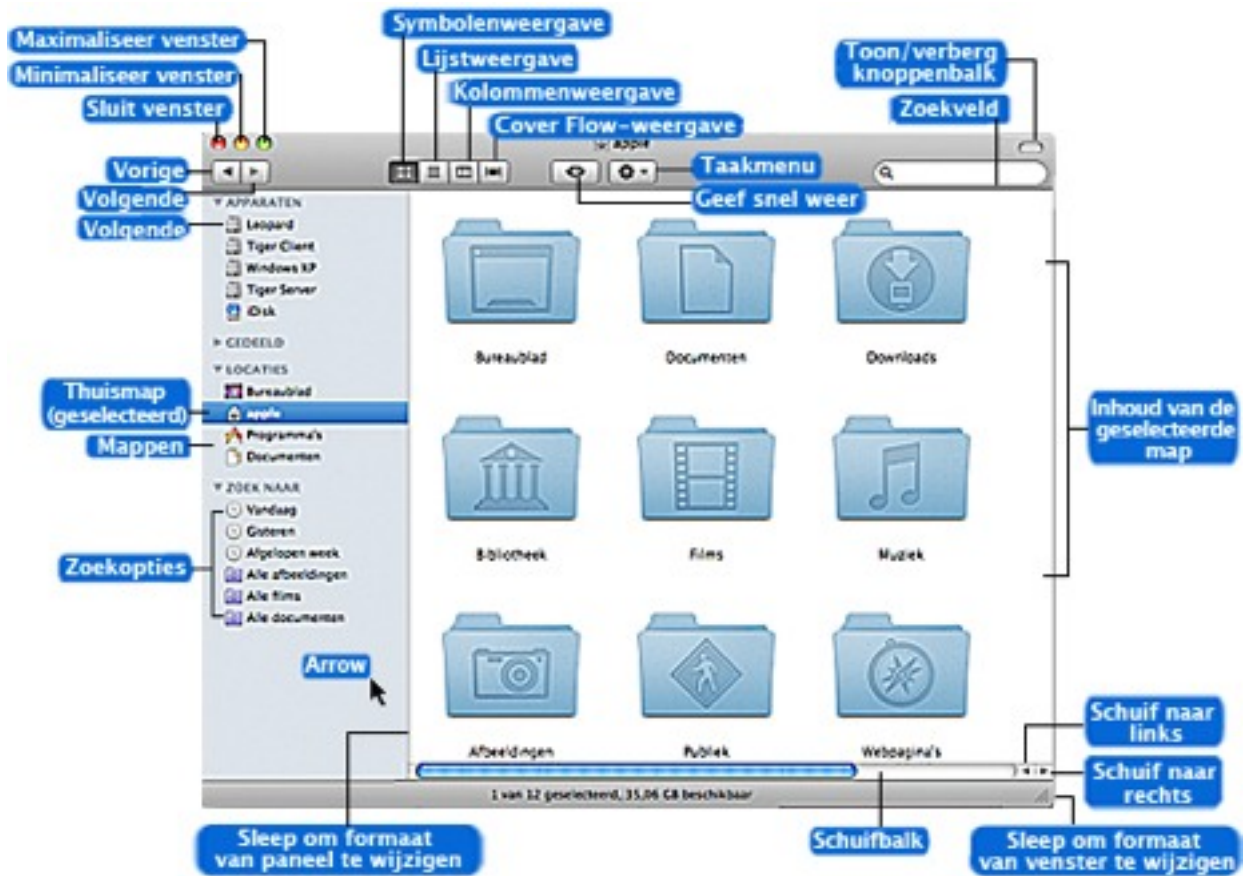 Symbolenweergave
Maximaliseer venster
Lijstweergave
Toon/verberg
knoppenbalk
Minimaliseer venster
Kolommenweergave
Sluit venster
Zoekveld
Cover Flow-weergave
apple
Vorige
Taakmenu
Volgende
Geef snel weer
Volgende
APPARATEN
Leopard
Tiger Client
Windows XP
Tiger Server
iDisk
GEDEELD
LOCATIES
Bureaublad
apple
Programma's
Documenten
Thuismap
(geselecteerd)
Mappen
ZOEK NAAR
Vandaag
Gisteren
Afgelopen week
Alle afbeeldingen
Alle films
Alle documenten
Zoekopties
Arrow
Bureaublad
Documenten
Downloads
Bibliotheek
Films
Muziek
Afbeeldingen
Publiek
Webpagina's
Inhoud van de
geselecteerde
map
Schuif naar
links
Schuif naar
rechts
1 van 12 geselecteerd, 35,06 GB beschikbaar
Sleep om formaat
van paneel te wijzigen
Schuifbalk
Sleep om formaat
van venster te wijzigen